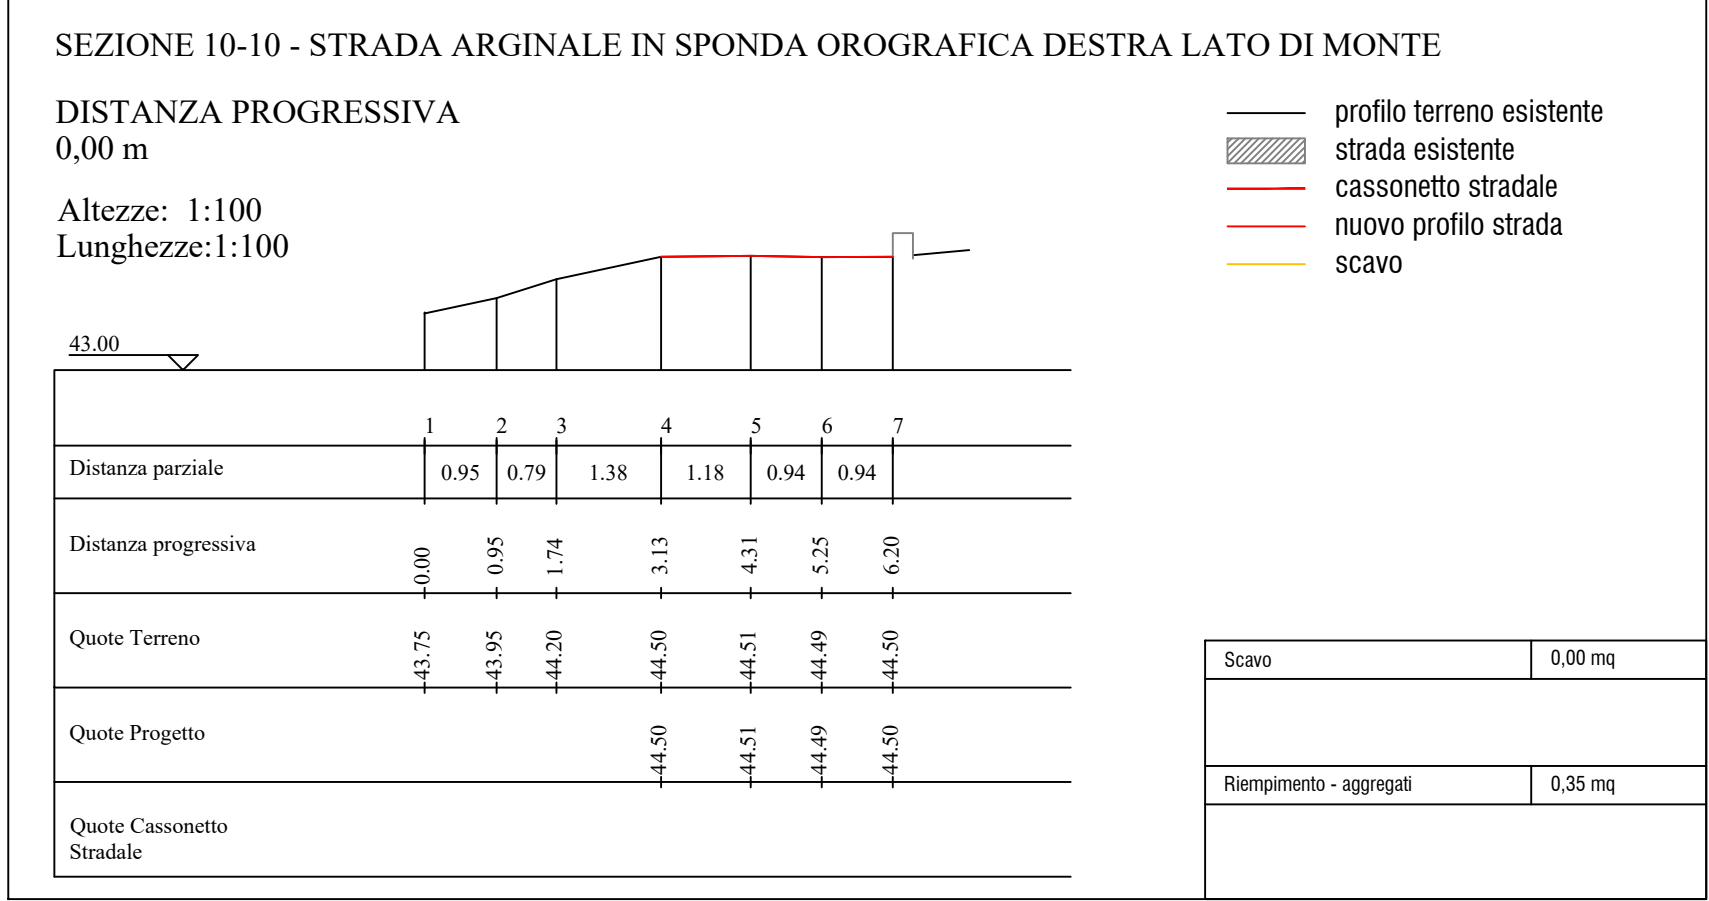 SEZIONE 10-10 - STRADA ARGINALE IN SPONDA OROGRAFICA DESTRA LATO DI MONTE
DISTANZA PROGRESSIVA
0,00 m
Altezze: 1:100
Lunghezze:1:100
profilo terreno esistente
strada esistente
cassonetto stradale
nuovo profilo strada
scavo
43.00
1 2 3 4 5 6 7
Distanza parziale 0.95 0.79 1.38 1.18 0.94 0.94
Distanza progressiva 0.00 0.95 1.74 3.13 4.31 5.25 6.20
Quote Terreno 43.75 43.95 44.20 44.50 44.51 44.49 44.50
Quote Progetto 44.50 44.51 44.49 44.50
Quote Cassonetto
Stradale
Scavo 0,00 mq
Riempimento - aggregati 0,35 mq